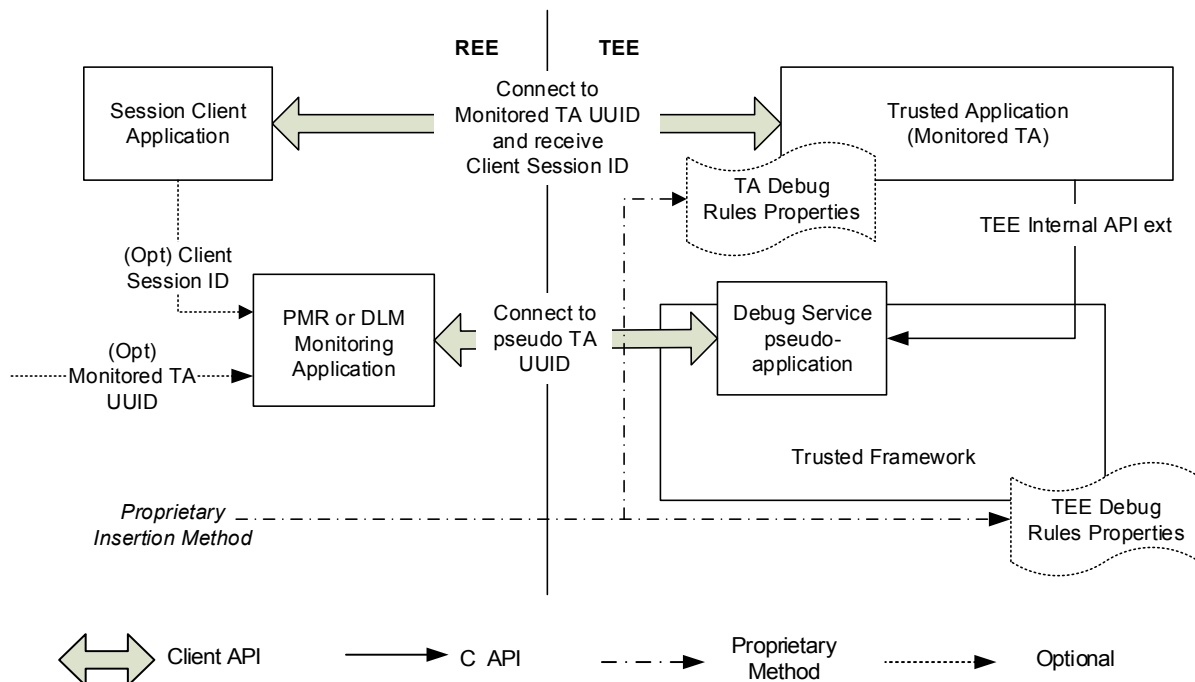 REE
TEE
Session Client
Application
Connect to
Monitored TA UUID
and receive
Client Session ID
Trusted Application
(Monitored TA)
TA Debug
Rules Properties
TEE Internal API ext
(Opt) Client
Session ID
PMR or DLM
Monitoring
Application
Connect to
pseudo TA
UUID
Debug Service
pseudo-
application
(Opt)
Monitored TA
UUID
Trusted Framework
Proprietary
Insertion Method
TEE Debug
Rules Properties
Client API
C API
Proprietary
Method
Optional